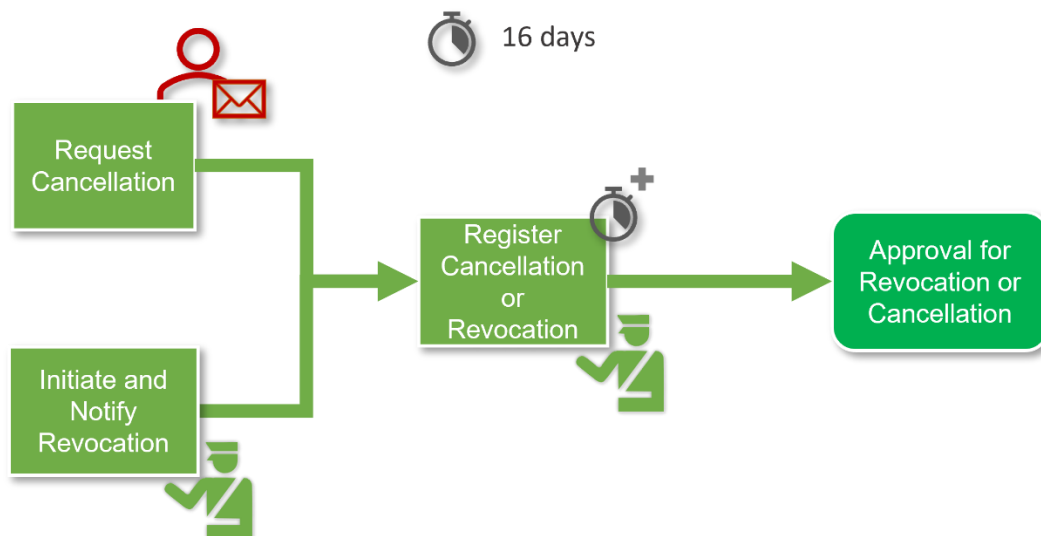 16 days
Request
Cancellation
Register
Cancellation
or
Revocation
Approval for
Revocation or
Cancellation
Initiate and
Notify
Revocation